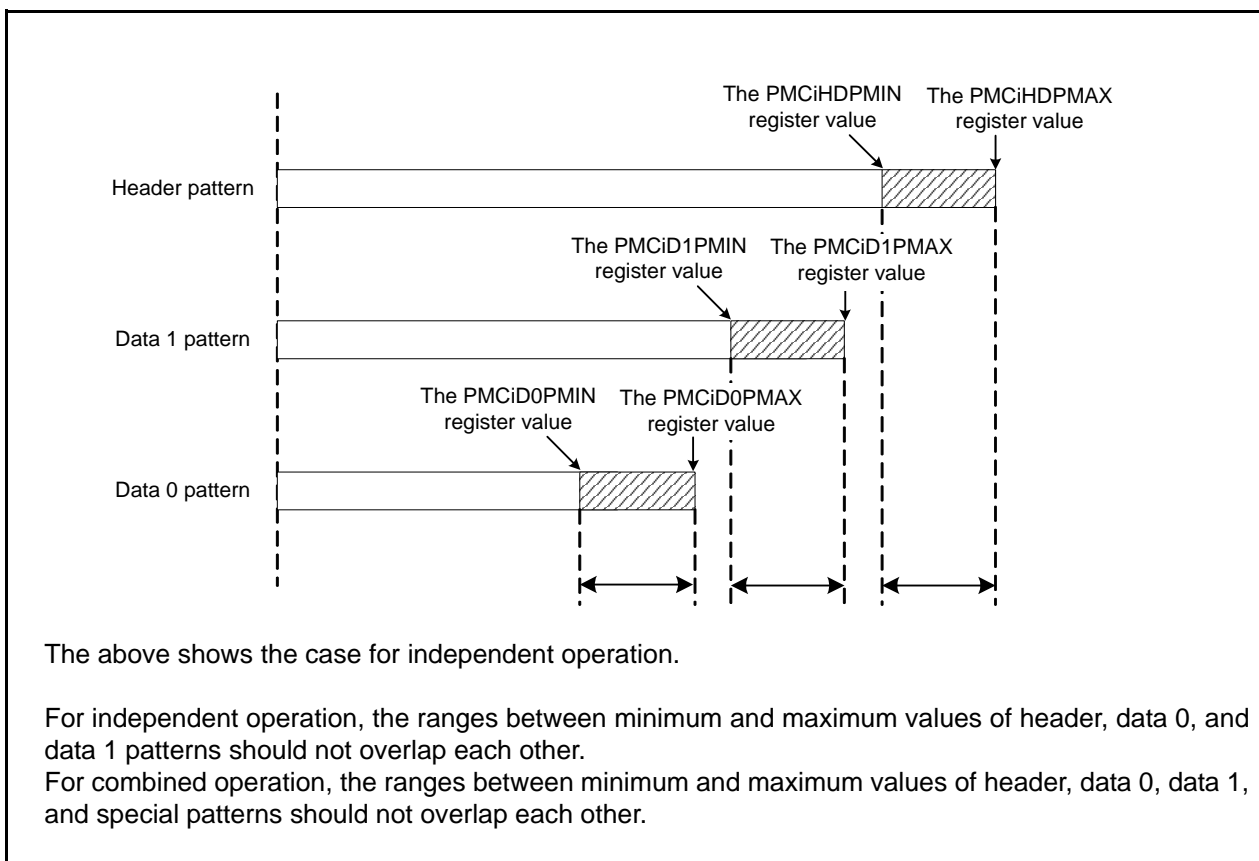 The PMCiHDPMIN
register value
The PMCiHDPMAX
register value
Header pattern
The PMCiD1PMIN
register value
The PMCiD1PMAX
register value
Data 1 pattern
The PMCiD0PMIN
register value
The PMCiD0PMAX
register value
Data 0 pattern
The above shows the case for independent operation.
For independent operation, the ranges between minimum and maximum values of header, data 0, and
data 1 patterns should not overlap each other.
For combined operation, the ranges between minimum and maximum values of header, data 0, data 1,
and special patterns should not overlap each other.